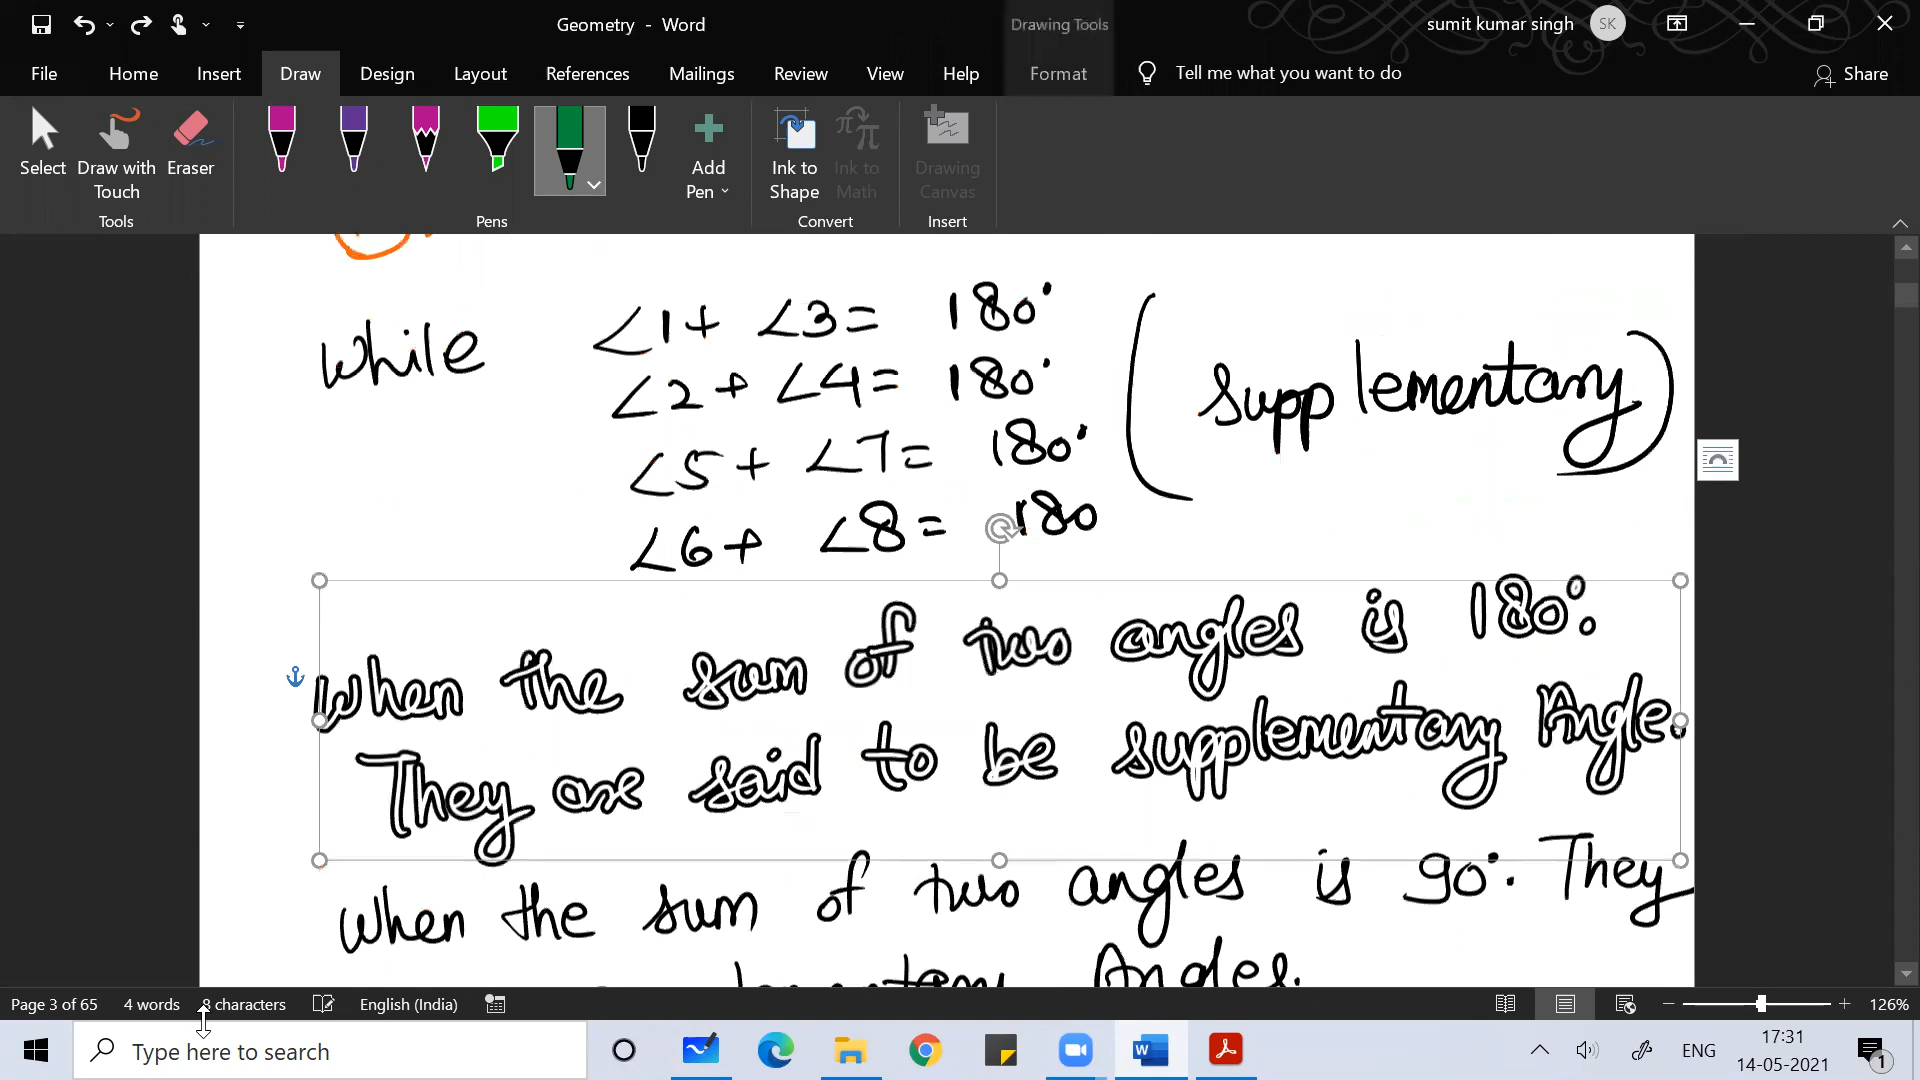 Geometry - Word
Drawing Tools
sumit kumar singh
SK
File Home Insert Draw Design Layout References Mailings Review View Help Format Tell me what you want to do Share
Select Draw with Touch Eraser Add Pen Ink to Shape Ink to Math Drawing Canvas
Tools Pens Convert Insert
while ∠1+ ∠3= 180°
∠2+ ∠4= 180°
∠5+ ∠7= 180°
∠6+ ∠8= 180
(Supplementary)
When the sum of two angles is 180°.
They are said to be supplementary Angle.
When the sum of two angles is 90°. They
Angles.
Page 3 of 65 4 words 8 characters English (India) 126%
Type here to search
ENG
17:31
14-05-2021
1